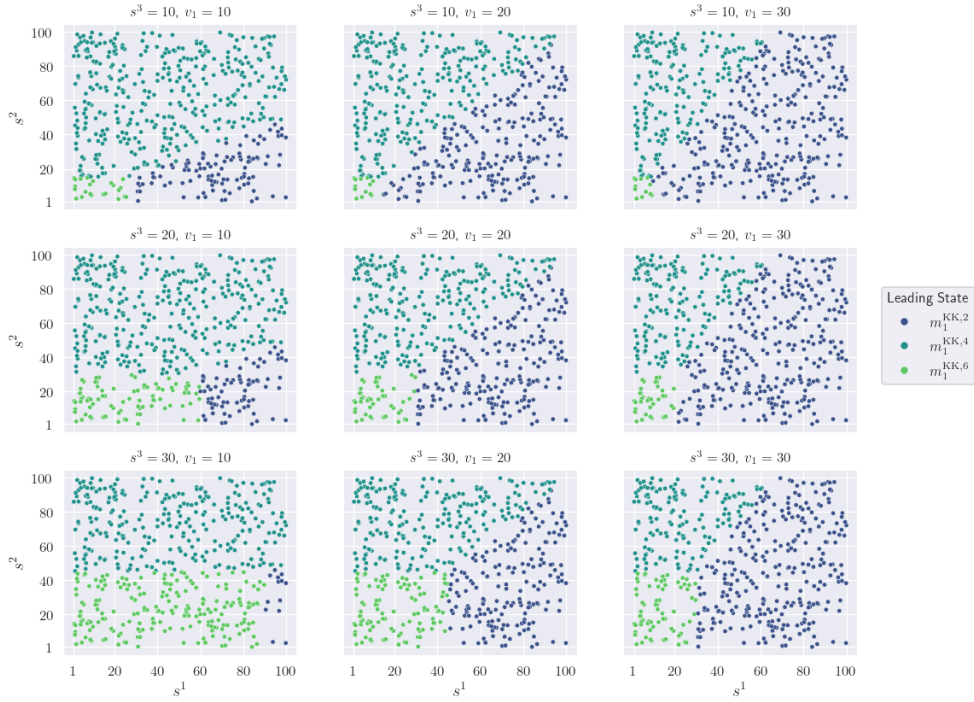 s³ = 10, v₁ = 10
s³ = 10, v₁ = 20
s³ = 10, v₁ = 30
100
80
60
40
20
1
s²
s³ = 20, v₁ = 10
s³ = 20, v₁ = 20
s³ = 20, v₁ = 30
100
80
60
40
20
1
s²
Leading State
m₁^KK,2
m₁^KK,4
m₁^KK,6
s³ = 30, v₁ = 10
s³ = 30, v₁ = 20
s³ = 30, v₁ = 30
100
80
60
40
20
1
s²
1 20 40 60 80 100
1 20 40 60 80 100
1 20 40 60 80 100
s¹
s¹
s¹